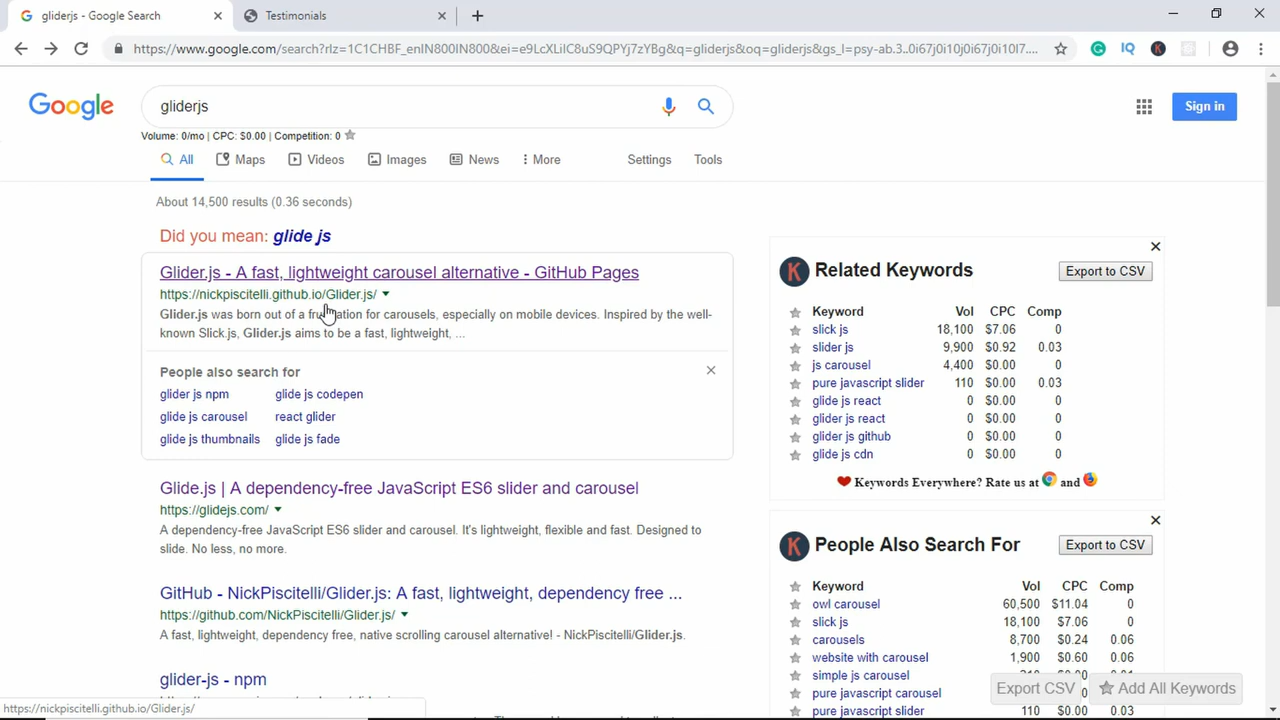 gliderjs - Google Search
Testimonials
https://www.google.com/search?rlz=1C1CHBF_enIN800IN800&ei=e9LcXLilC8uS9QPYj7zYBg&q=gliderjs&oq=gliderjs&gs_l=psy-ab.3..0i67j0i10j0i67j0i10l7....
Google
gliderjs
Sign in
Volume: 0/mo | CPC: $0.00 | Competition: 0
All Maps Videos Images News More Settings Tools
About 14,500 results (0.36 seconds)
Did you mean: glide js
Glider.js - A fast, lightweight carousel alternative - GitHub Pages
https://nickpiscitelli.github.io/Glider.js/
Glider.js was born out of a for carousels, especially on mobile devices. Inspired by the well-
known Slick.js, Glider.js aims to be a fast, lightweight, ...
People also search for
glider js npm glide js codepen
glide js carousel react glider
glide js thumbnails glide js fade
Glide.js | A dependency-free JavaScript ES6 slider and carousel
https://glidejs.com/
A dependency-free JavaScript ES6 slider and carousel. It's lightweight, flexible and fast. Designed to
slide. No less, no more.
GitHub - NickPiscitelli/Glider.js: A fast, lightweight, dependency free ...
https://github.com/NickPiscitelli/Glider.js/
A fast, lightweight, dependency free, native scrolling carousel alternative! - NickPiscitelli/Glider.js.
glider-js - npm
https://nickpiscitelli.github.io/Glider.js/
K Related Keywords Export to CSV
Keyword Vol CPC Comp
slick js 18,100 $7.06 0
slider js 9,900 $0.92 0.03
js carousel 4,400 $0.00 0
pure javascript slider 110 $0.00 0.03
glide js react 0 $0.00 0
glider js react 0 $0.00 0
glider js github 0 $0.00 0
glide js cdn 0 $0.00 0
Keywords Everywhere? Rate us at and
K People Also Search For Export to CSV
Keyword Vol CPC Comp
owl carousel 60,500 $11.04 0
slick js 18,100 $7.06 0
carousels 8,700 $0.24 0.06
website with carousel 1,900 $0.60 0.06
simple js carousel
pure javascript carousel
pure javascript slider 110 $0.00 0.03
Export CSV Add All Keywords